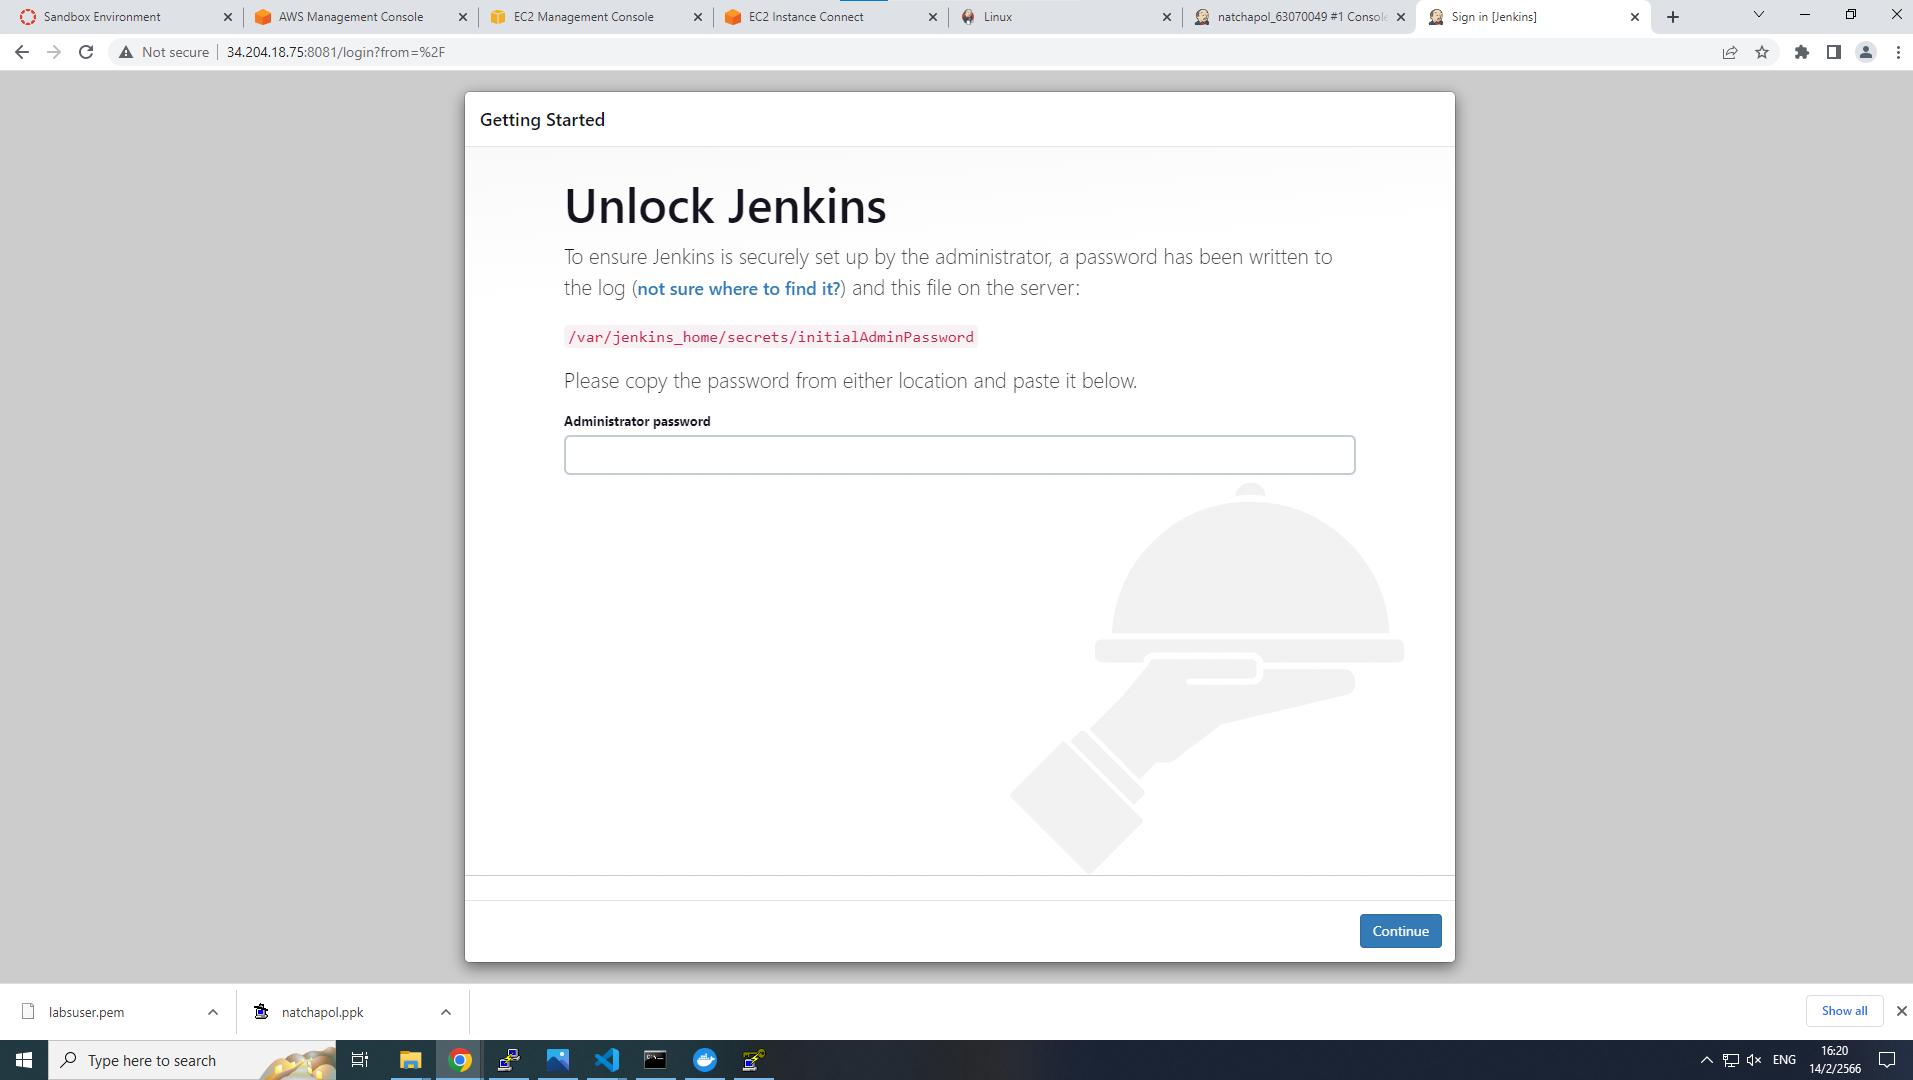 Sandbox Environment
AWS Management Console
EC2 Management Console
EC2 Instance Connect
Linux
natchapol_63070049 #1 Console
Sign in [Jenkins]
Not secure
34.204.18.75:8081/login?from=%2F
Getting Started
Unlock Jenkins
To ensure Jenkins is securely set up by the administrator, a password has been written to
the log (not sure where to find it?) and this file on the server:
/var/jenkins_home/secrets/initialAdminPassword
Please copy the password from either location and paste it below.
Administrator password
Continue
labsuser.pem
natchapol.ppk
Show all
Type here to search
ENG
16:20
14/2/2566